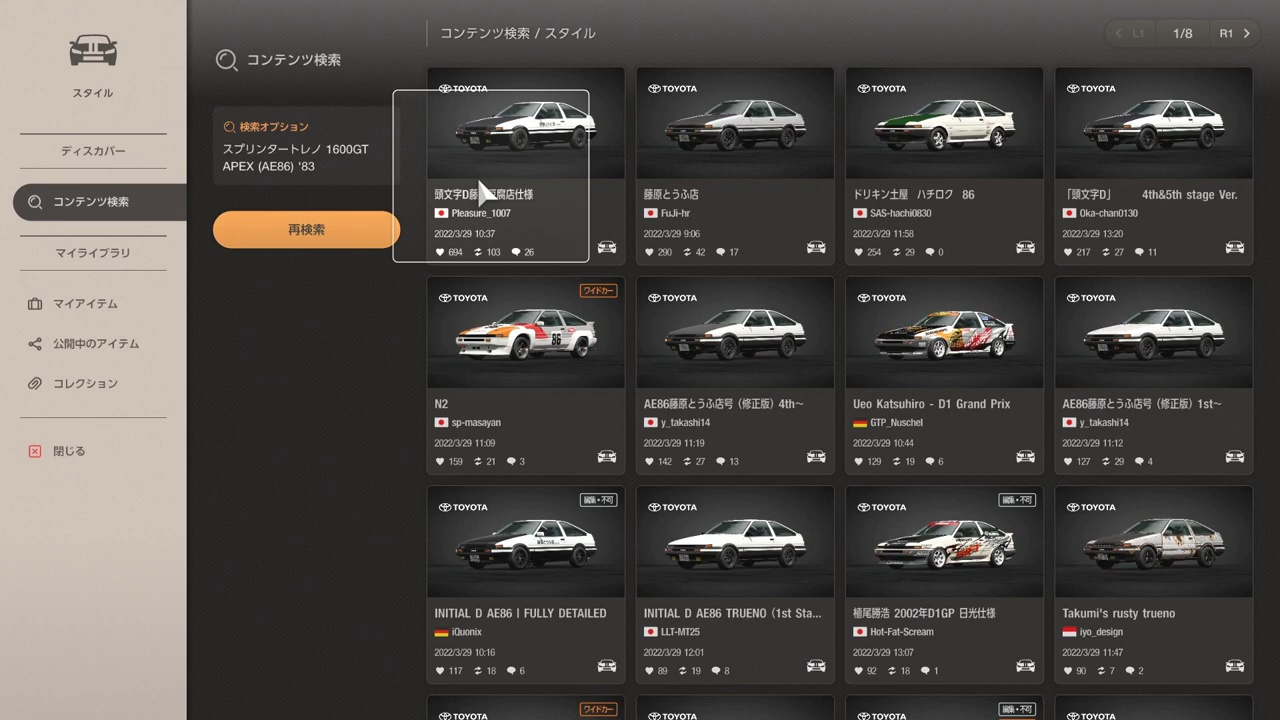 スタイル
ディスカバー
コンテンツ検索
マイライブラリ
マイアイテム
公開中のアイテム
コレクション
閉じる
コンテンツ検索
検索オプション
スプリンタートレノ 1600GT
APEX (AE86) '83
再検索
コンテンツ検索 / スタイル
L1 1/8 R1
TOYOTA
2022/3/29 10:37
Pleasure_1007
694 103 26
TOYOTA
藤原とうふ店
FuJi-hr
2022/3/29 9:06
290 42 17
TOYOTA
ドリキン土屋 ハチロク 86
SAS-hachi0830
2022/3/29 11:58
254 29 0
TOYOTA
「頭文字D」 4th&5th stage Ver.
Oka-chan0130
2022/3/29 13:20
217 27 11
TOYOTA
ワイドカー
N2
sp-masayan
2022/3/29 11:09
159 21 3
TOYOTA
AE86藤原とうふ店号（修正版）4th～
y_takashi14
2022/3/29 11:19
142 27 13
TOYOTA
Ueo Katsuhiro - D1 Grand Prix
GTP_Nuschel
2022/3/29 10:44
129 19 6
TOYOTA
AE86藤原とうふ店号（修正版）1st～
y_takashi14
2022/3/29 11:12
127 29 4
TOYOTA
編集・不可
INITIAL D AE86 | FULLY DETAILED
iQuonix
2022/3/29 10:16
117 18 6
TOYOTA
INITIAL D AE86 TRUENO (1st Sta...
LLT-MT25
2022/3/29 12:01
89 19 8
TOYOTA
編集・不可
植尾勝浩 2002年D1GP 日光仕様
Hot-Fat-Scream
2022/3/29 13:07
92 18 1
TOYOTA
Takumi's rusty trueno
iyo_design
2022/3/29 11:47
90 7 2
TOYOTA
ワイドカー
TOYOTA
TOYOTA
編集・不可
TOYOTA